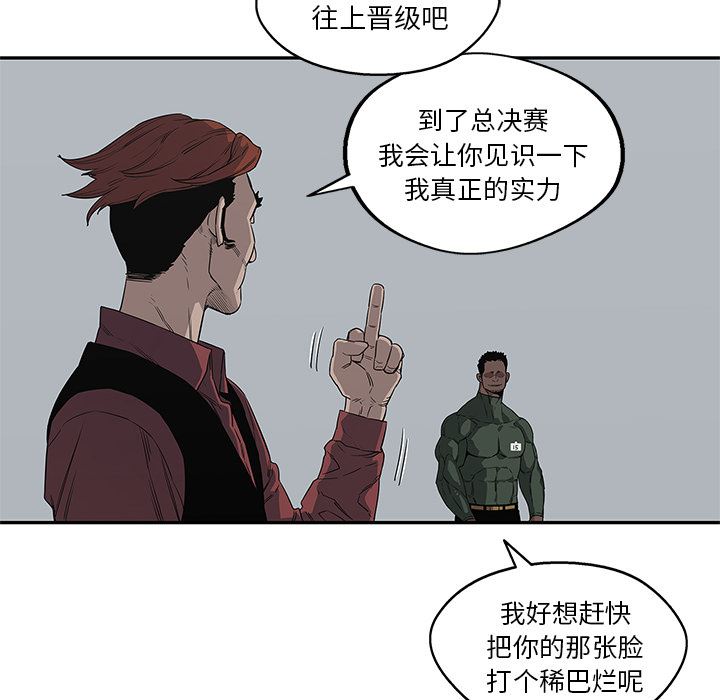 往上晋级吧
到了总决赛
我会让你见识一下
我真正的实力
15
我好想赶快
把你的那张脸
打个稀巴烂呢